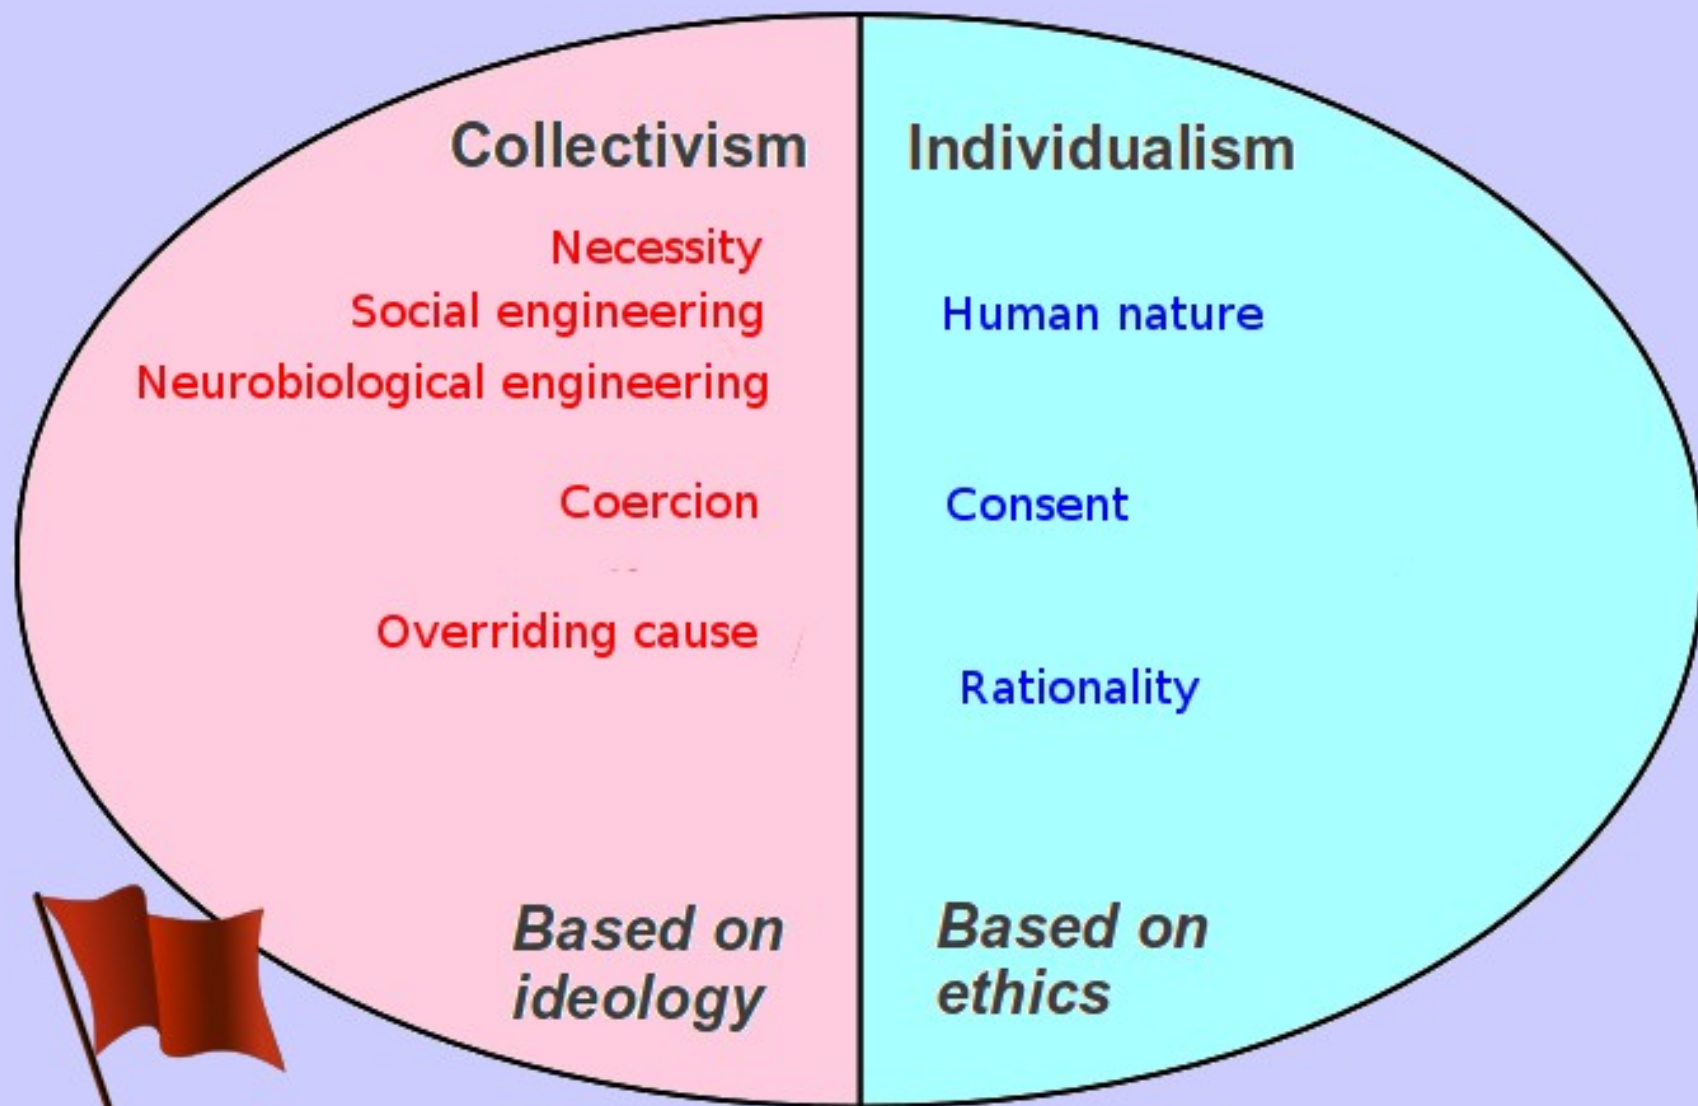 Collectivism
Necessity
Social engineering
Neurobiological engineering
Coercion
Overriding cause
Based on
ideology
Individualism
Human nature
Consent
Rationality
Based on
ethics